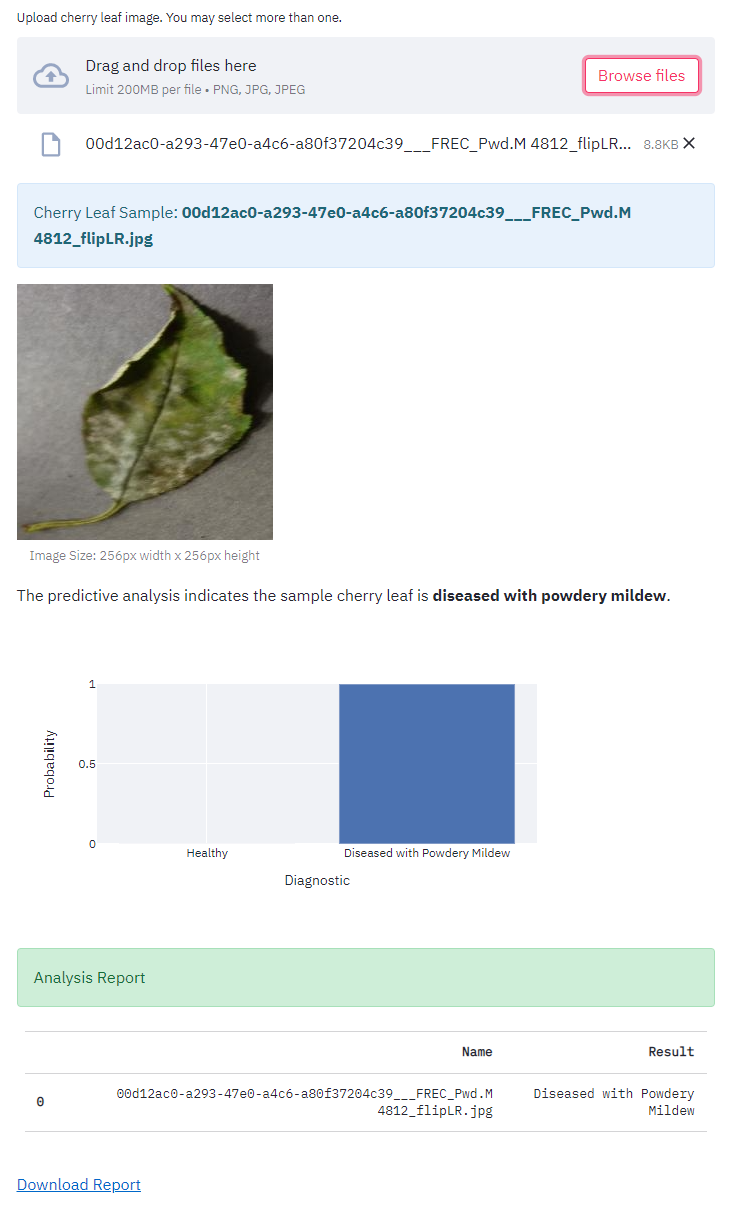 Upload cherry leaf image. You may select more than one.
Drag and drop files here
Limit 200MB per file • PNG, JPG, JPEG
Browse files
00d12ac0-a293-47e0-a4c6-a80f37204c39___FREC_Pwd.M 4812_flipLR... 8.8KB
Cherry Leaf Sample: 00d12ac0-a293-47e0-a4c6-a80f37204c39___FREC_Pwd.M
4812_flipLR.jpg
Image Size: 256px width x 256px height
The predictive analysis indicates the sample cherry leaf is diseased with powdery mildew.
1
0.5
0
Probability
Healthy
Diseased with Powdery Mildew
Diagnostic
Analysis Report
Name Result
0 00d12ac0-a293-47e0-a4c6-a80f37204c39___FREC_Pwd.M Diseased with Powdery
4812_flipLR.jpg Mildew
Download Report